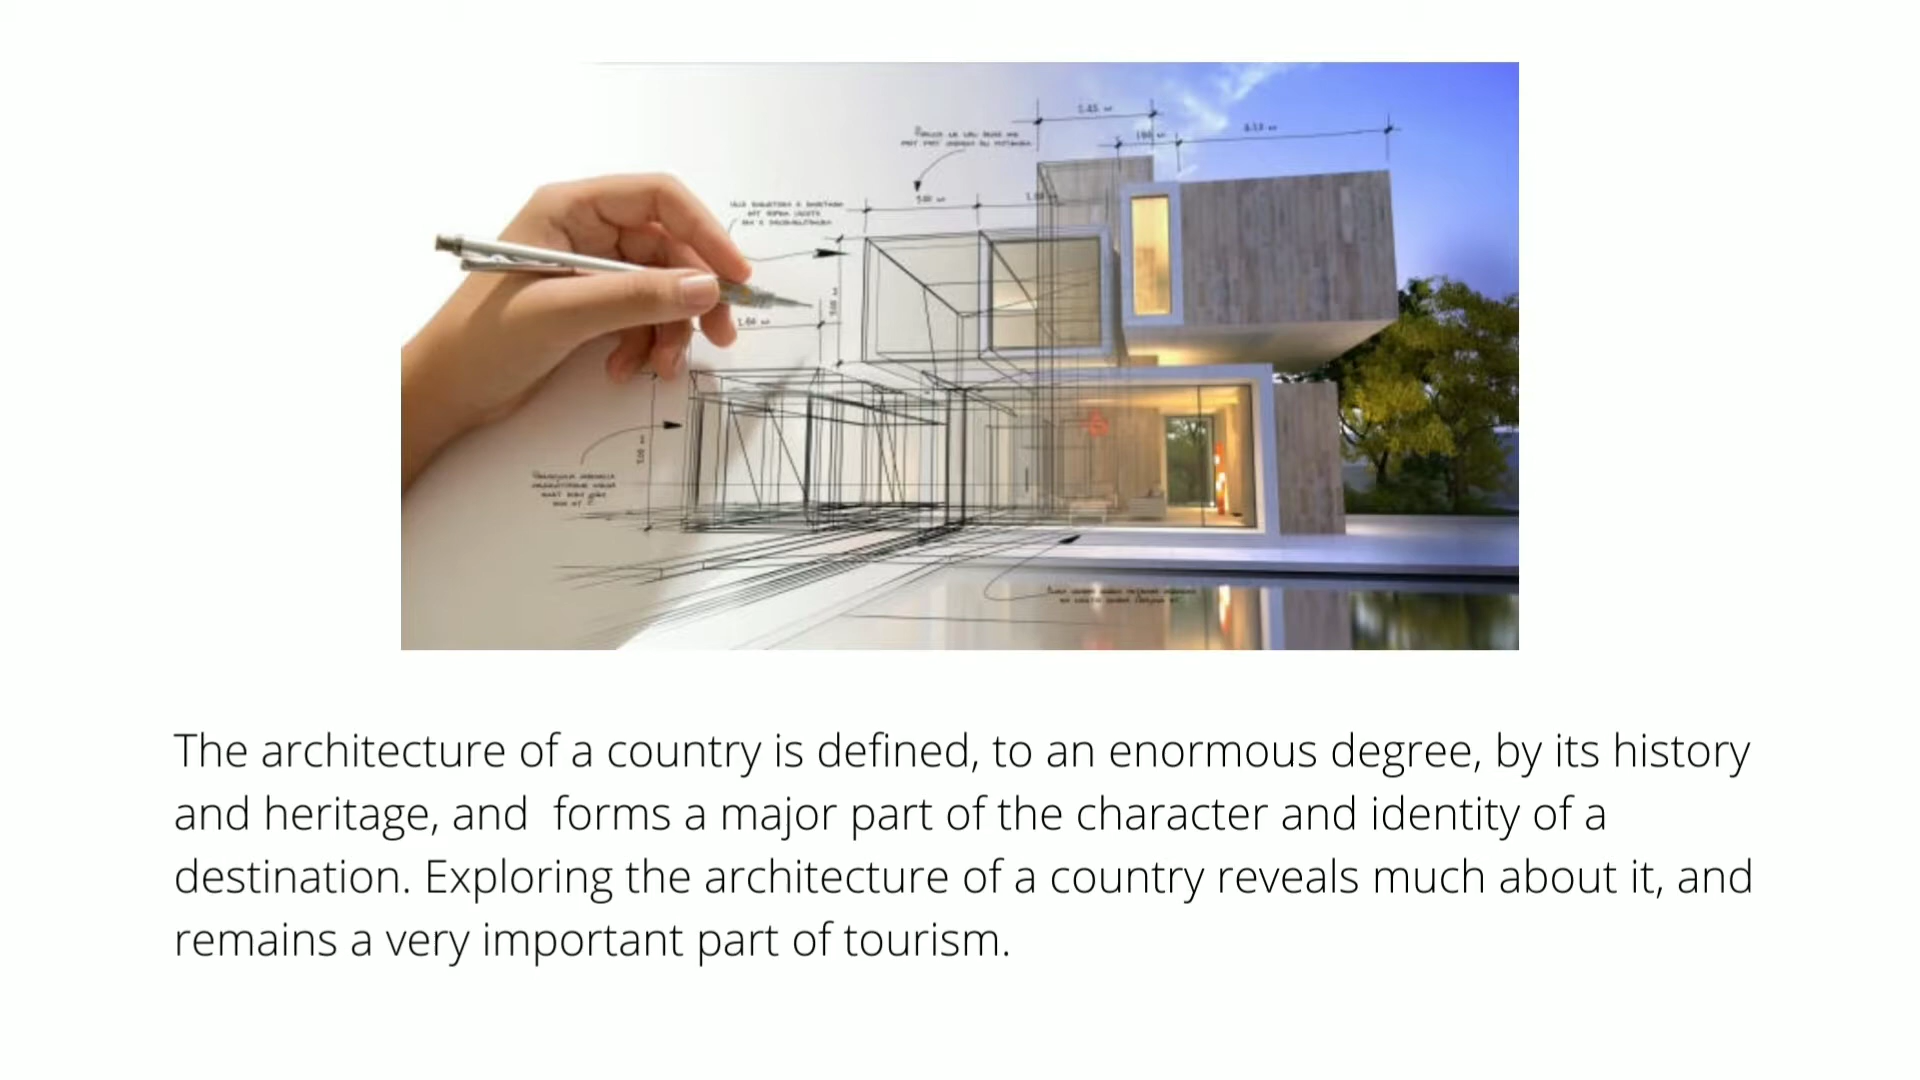 The architecture of a country is defined, to an enormous degree, by its history
and heritage, and  forms a major part of the character and identity of a
destination. Exploring the architecture of a country reveals much about it, and
remains a very important part of tourism.